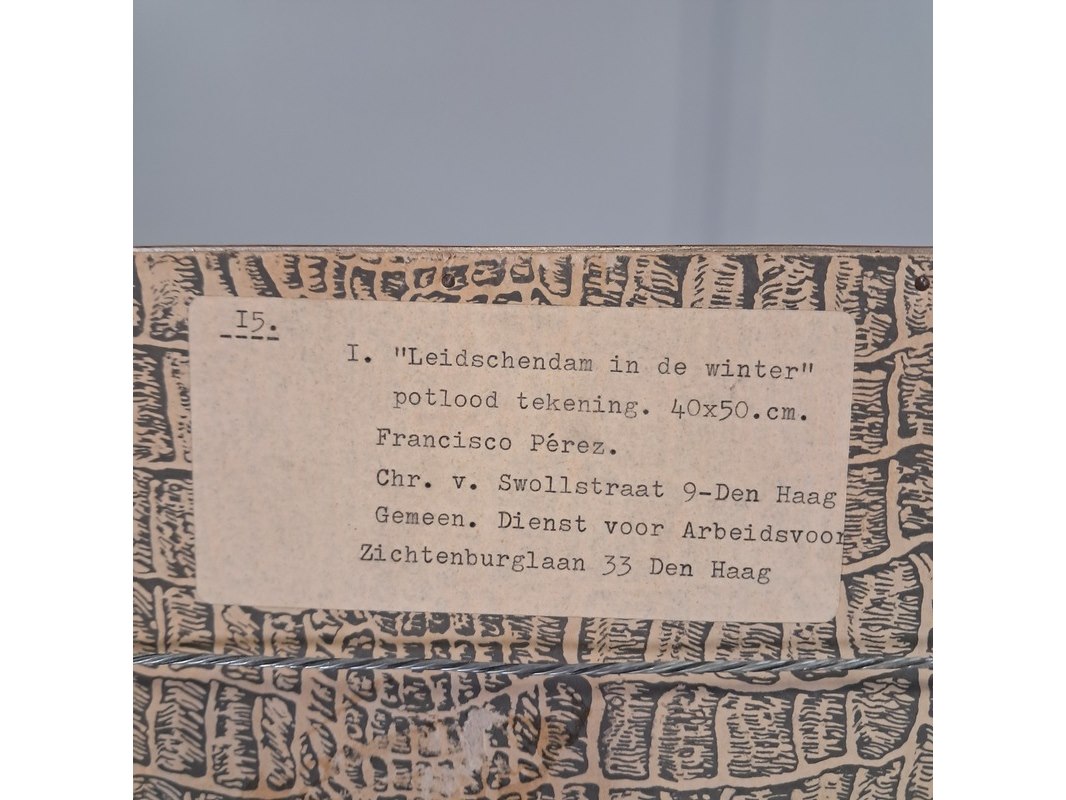 I5.
I. "Leidschendam in de winter"
potlood tekening. 40x50.cm.
Francisco Pérez.
Chr. v. Swollstraat 9-Den Haag
Gemeen. Dienst voor Arbeidsvoor
Zichtenburglaan 33 Den Haag